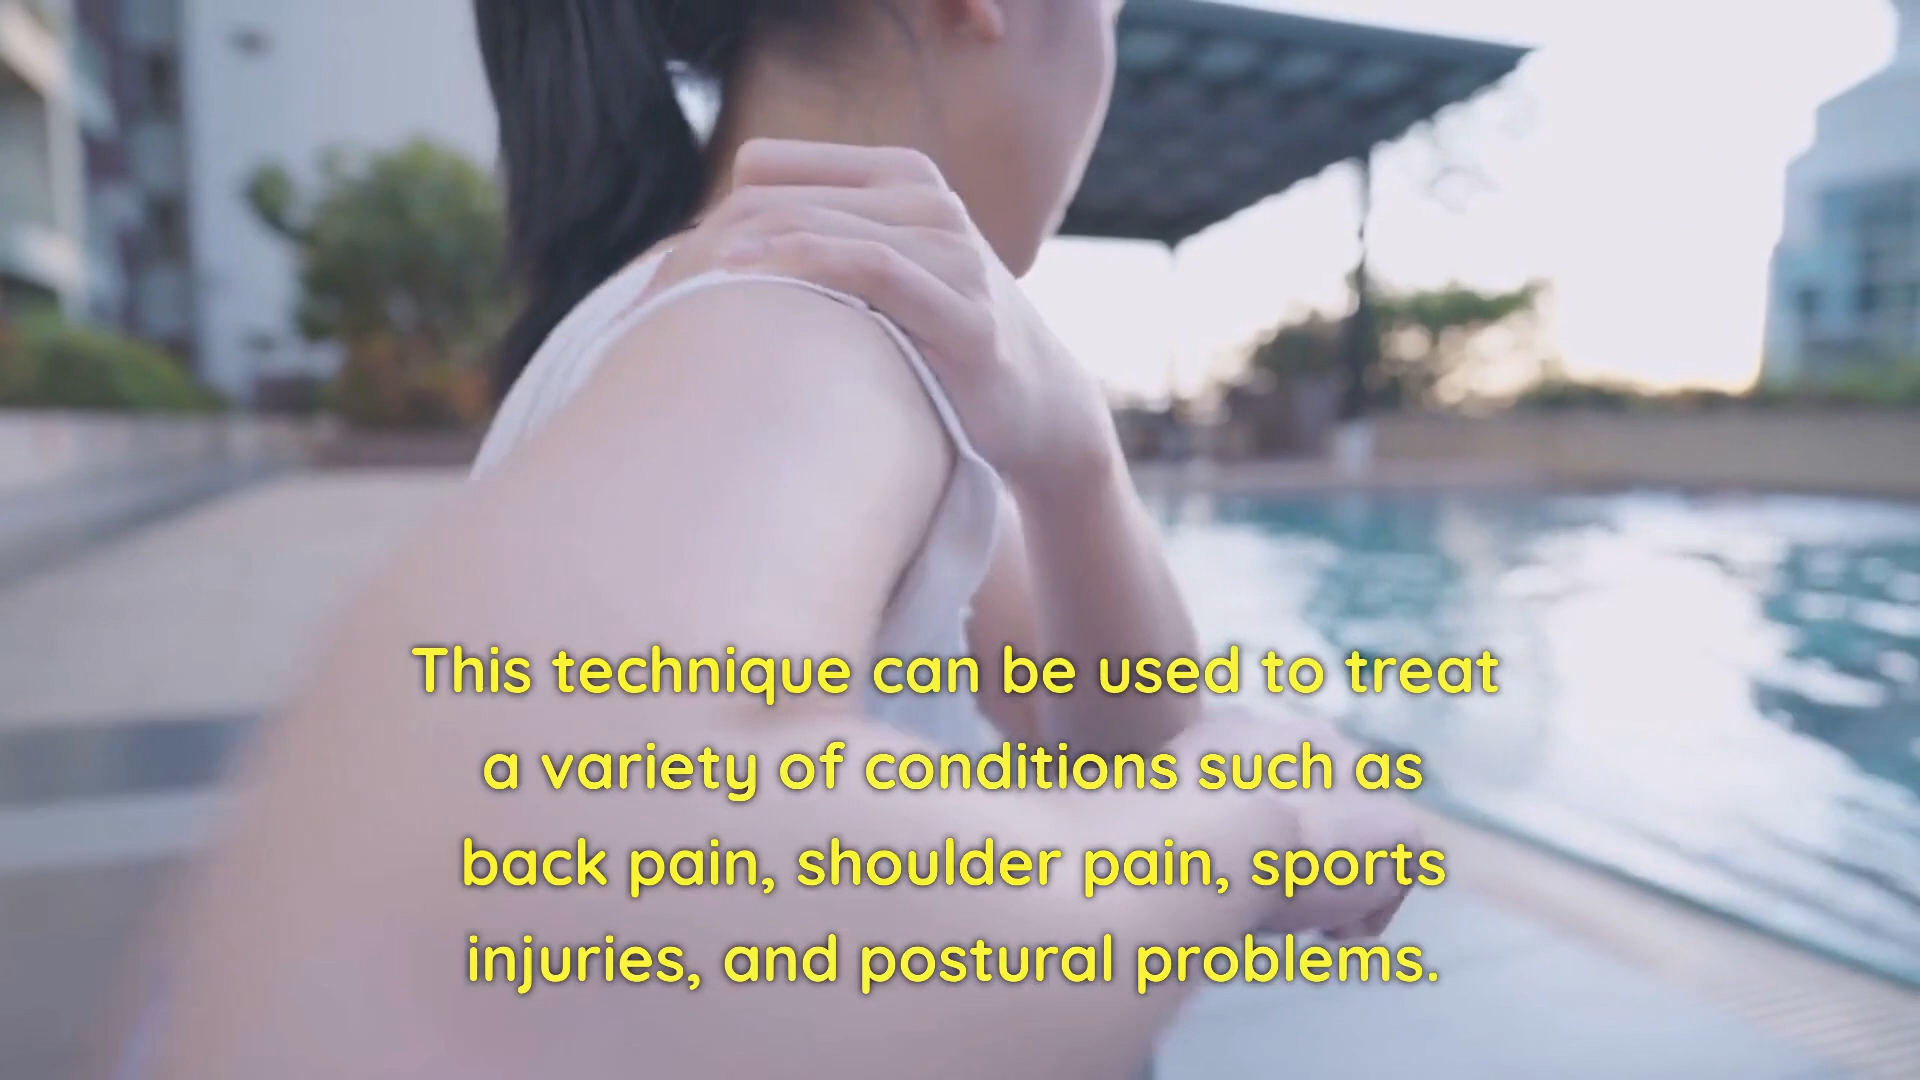 This technique can be used to treat
a variety of conditions such as
back pain, shoulder pain, sports
injuries, and postural problems.